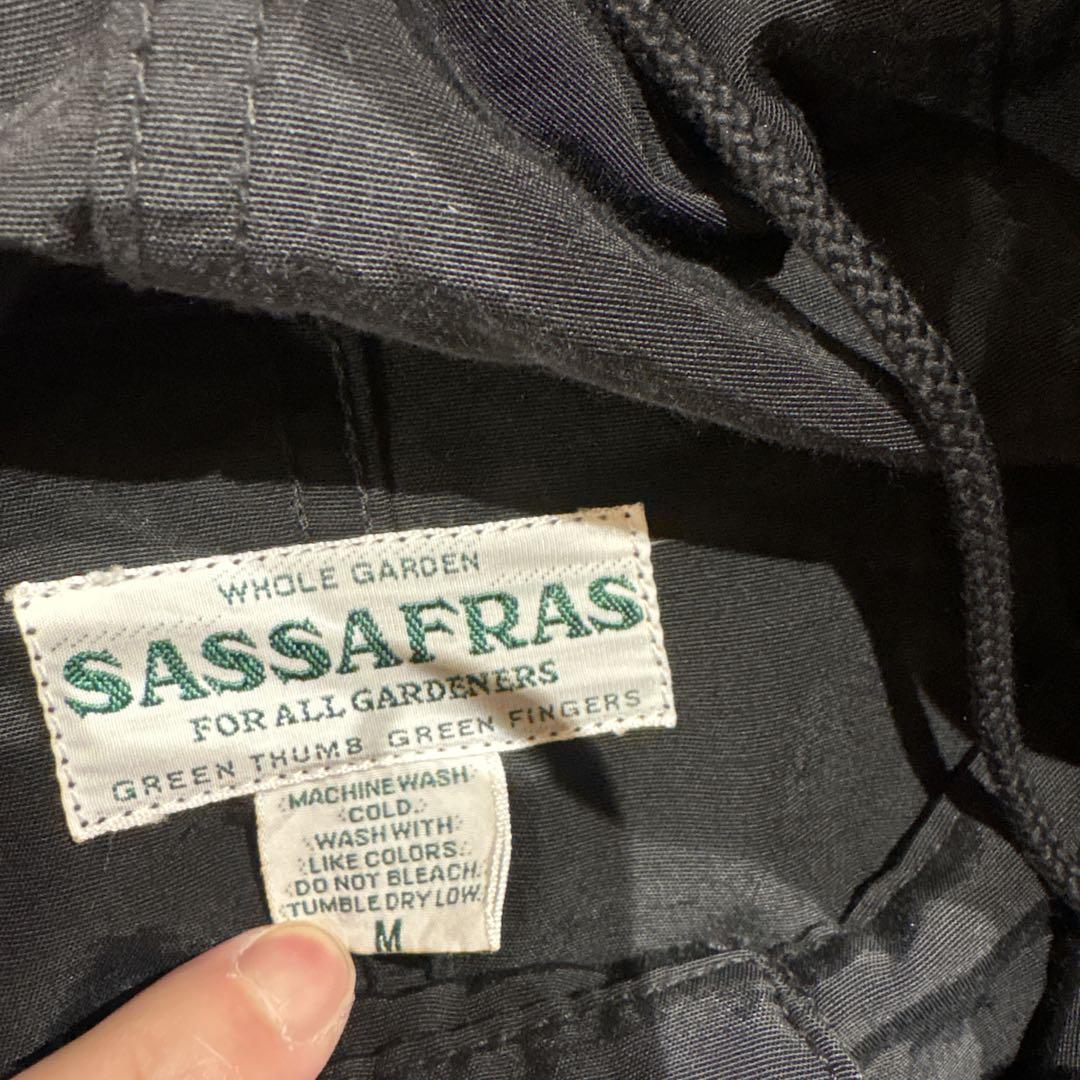 WHOLE GARDEN
SASSAFRAS
FOR ALL GARDENERS
GREEN THUMB GREEN FINGERS
MACHINE WASH
COLD.
WASH WITH
LIKE COLORS.
DO NOT BLEACH.
TUMBLE DRY LOW.
M